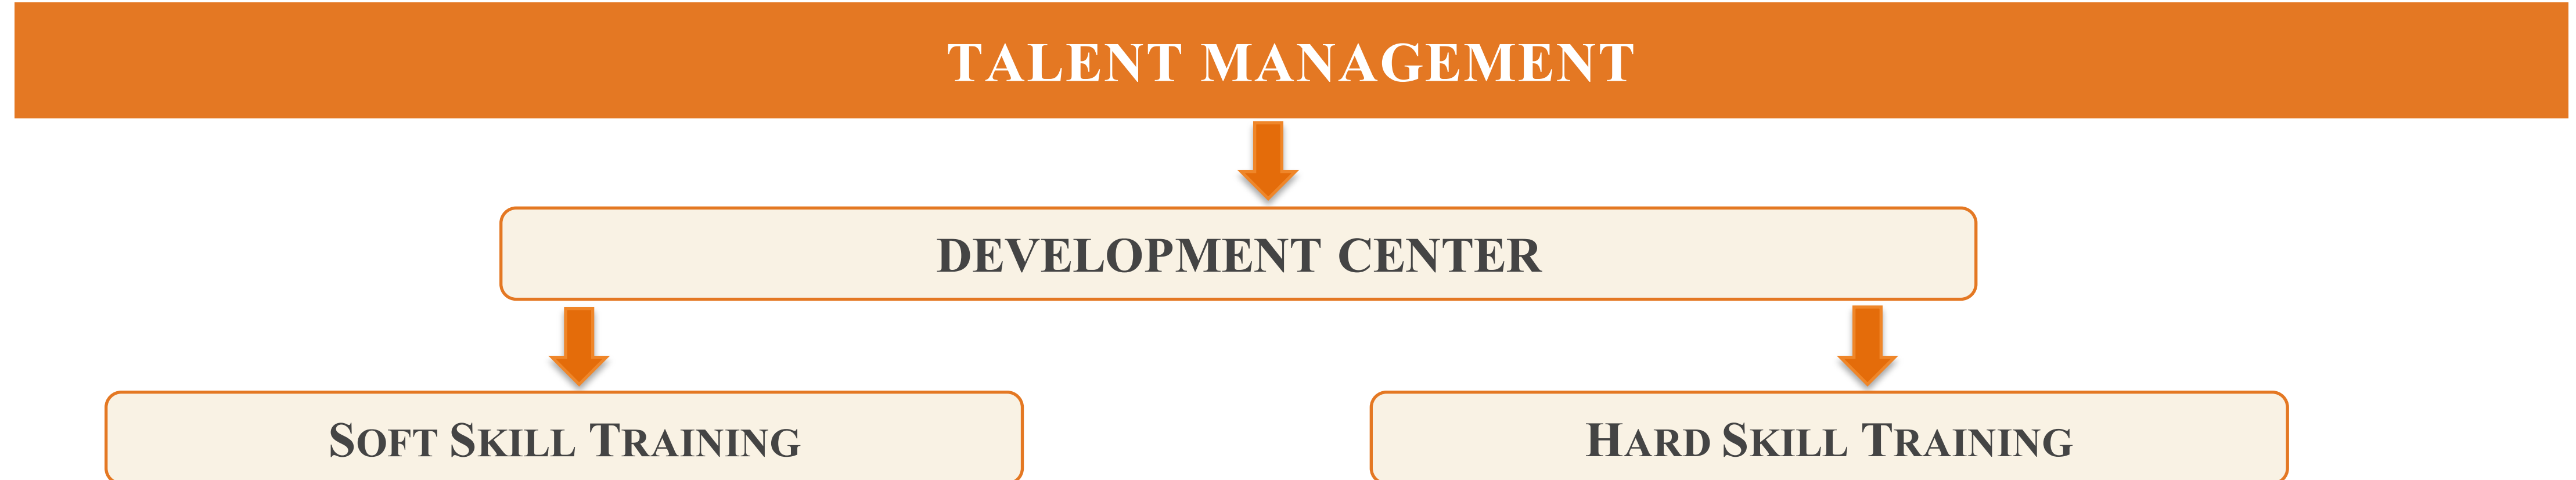 TALENT MANAGEMENT
DEVELOPMENT CENTER
SOFT SKILL TRAINING
HARD SKILL TRAINING